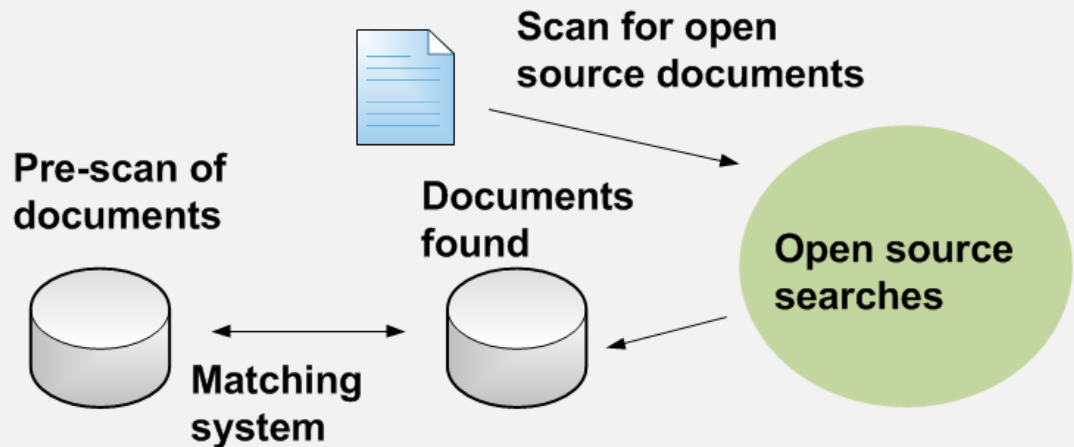 Scan for open
source documents
Pre-scan of
documents
Documents
found
Open source
searches
Matching
system